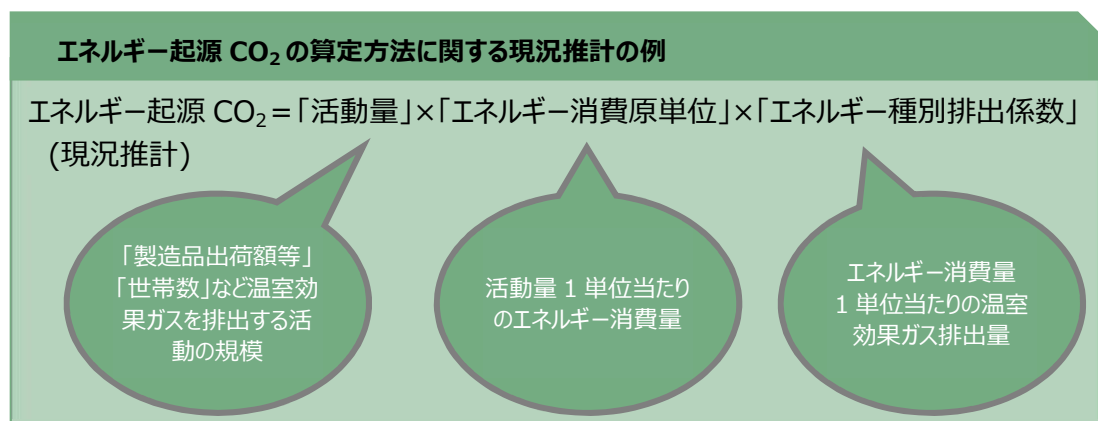 エネルギー起源 CO₂の算定方法に関する現況推計の例
エネルギー起源 CO₂=「活動量」×「エネルギー消費原単位」×「エネルギー種別排出係数」
(現況推計)
「製造品出荷額等」
「世帯数」など温室効
果ガスを排出する活
動の規模
活動量 1 単位当たり
のエネルギー消費量
エネルギー消費量
1 単位当たりの温室
効果ガス排出量